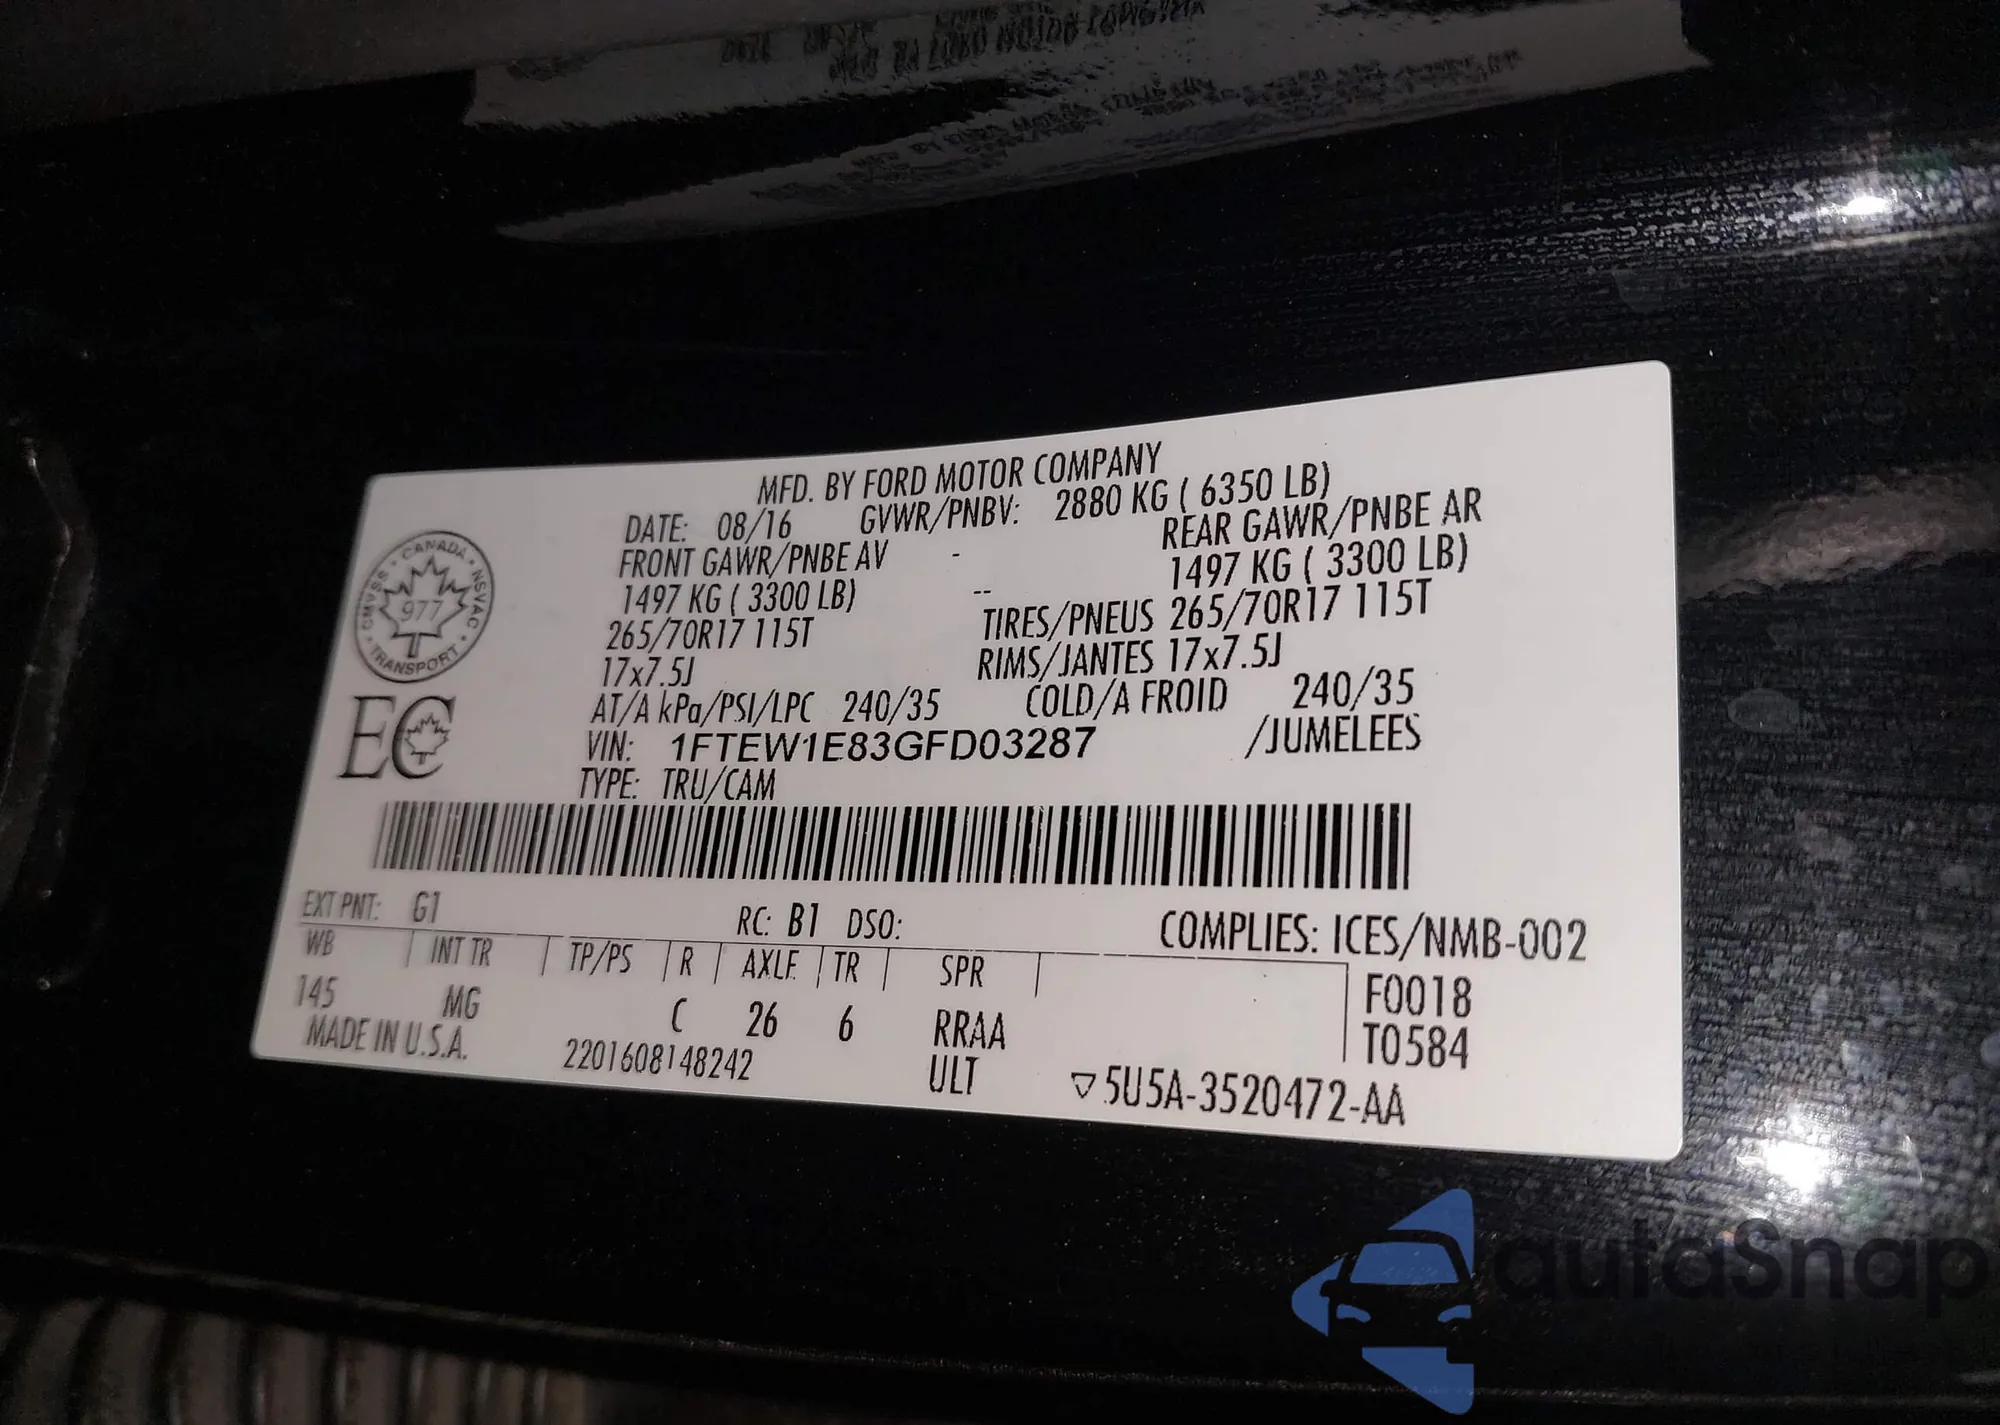 MFD. BY FORD MOTOR COMPANY
DATE: 08/16 GVWR/PNBV: 2880 KG ( 6350 LB)
FRONT GAWR/PNBE AV - REAR GAWR/PNBE AR
1497 KG ( 3300 LB) -- 1497 KG ( 3300 LB)
265/70R17 115T TIRES/PNEUS 265/70R17 115T
17x7.5J RIMS/JANTES 17x7.5J
AT/A kPa/PSI/LPC 240/35 COLD/A FROID 240/35
VIN: 1FTEW1E83GFD03287 /JUMELEES
TYPE: TRU/CAM
CANADA
CMVSS NSVAC
977
TRANSPORT
EC
EXT PNT: G1 RC: B1 DSO: COMPLIES: ICES/NMB-002
WB INT TR TP/PS R AXLE TR SPR F0018
145 MG C 26 6 RRAA T0584
MADE IN U.S.A. 2201608148242 ULT ▽5U5A-3520472-AA
autaSnap